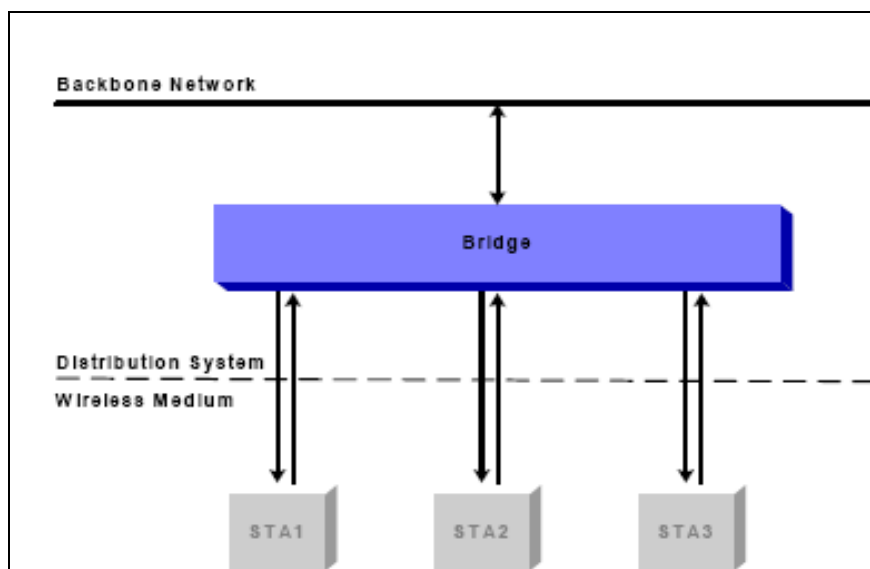 Backbone Network
Bridge
Distribution System
Wireless Medium
STA1
STA2
STA3